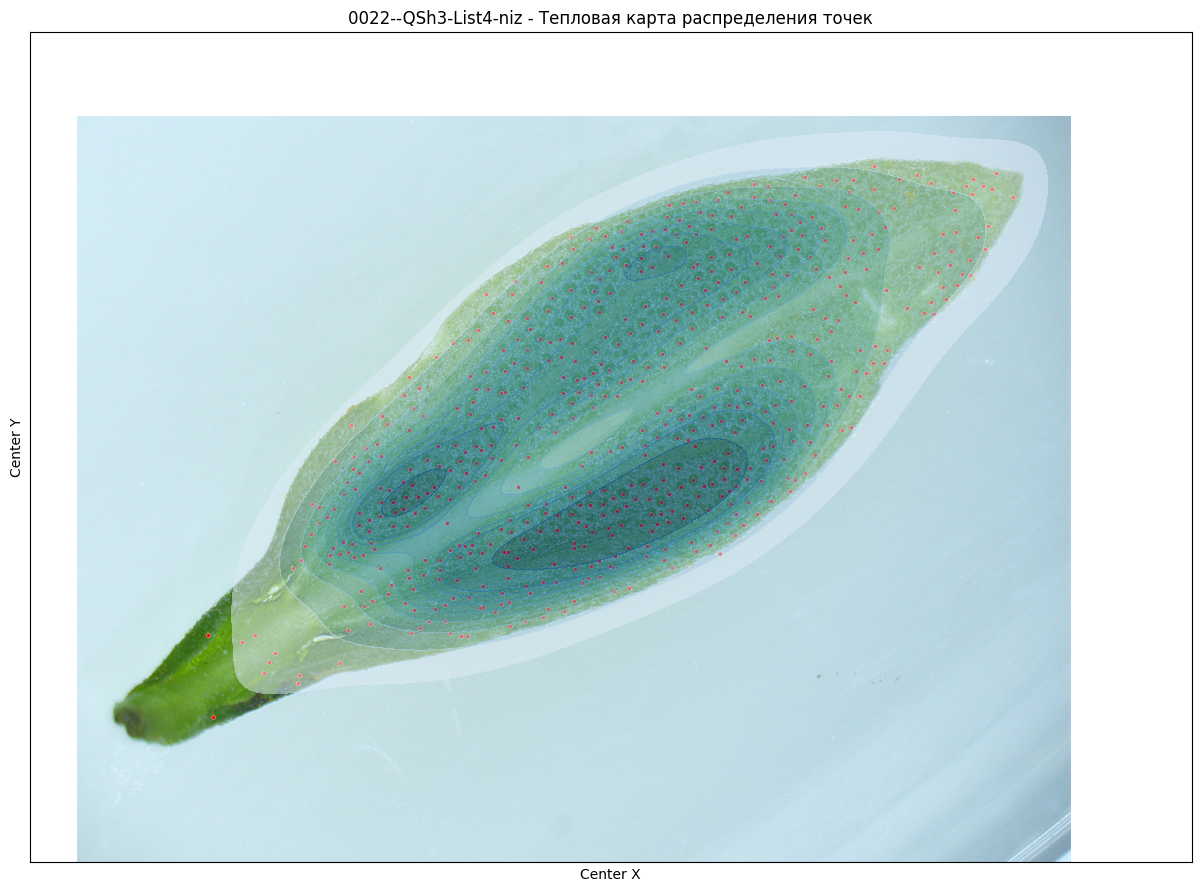 0022--QSh3-List4-niz - Тепловая карта распределения точек
Center Y
Center X